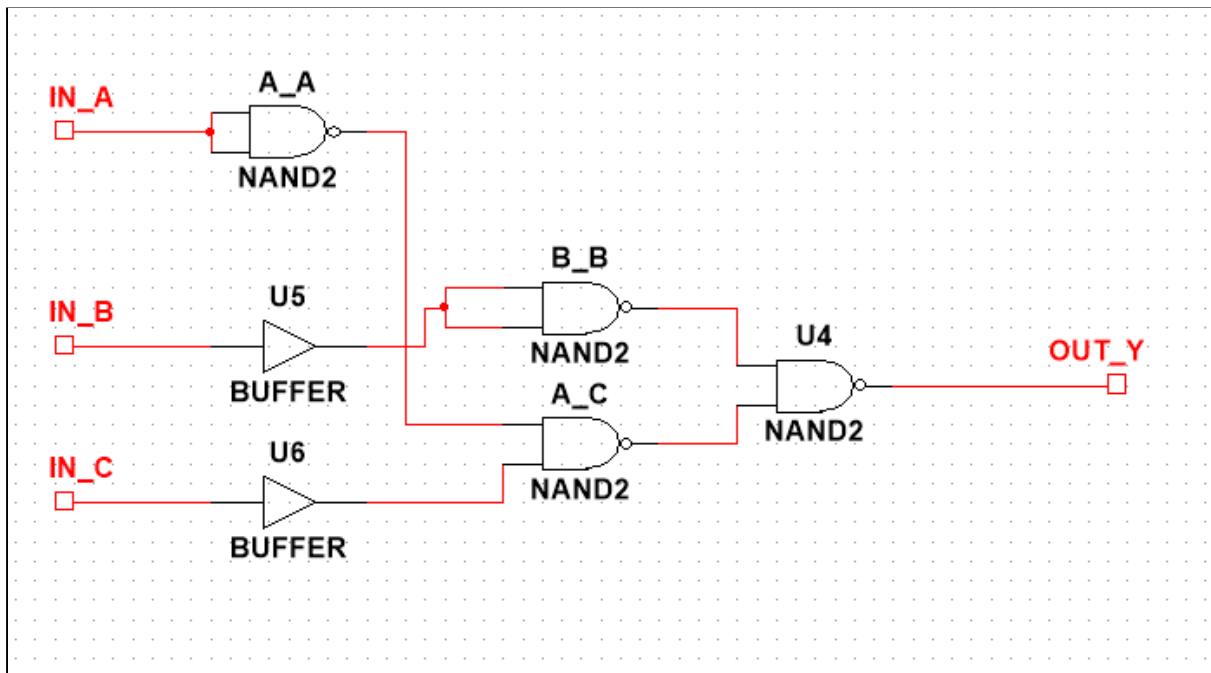 A_A
IN_A
NAND2
B_B
U5
IN_B
NAND2
U4
OUT_Y
BUFFER
A_C
NAND2
U6
IN_C
NAND2
BUFFER